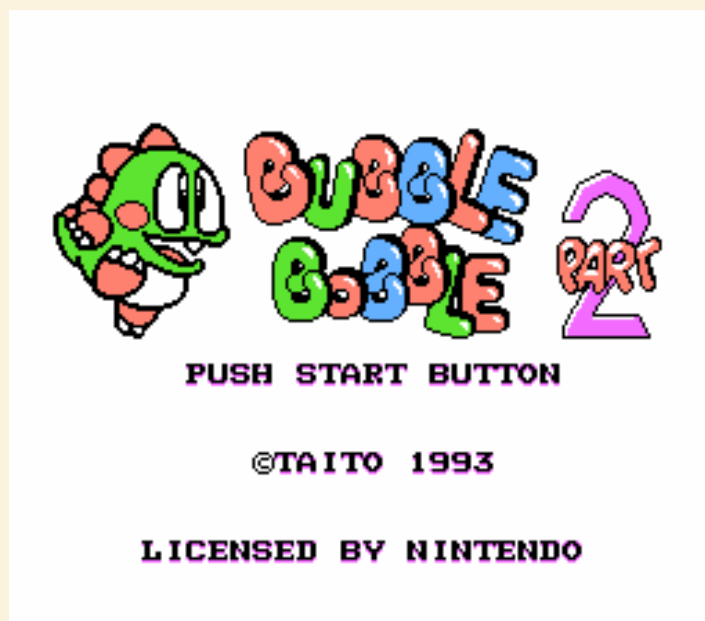 BUBBLE
BOBBLE
PART 2
PUSH START BUTTON
©TAITO 1993
LICENSED BY NINTENDO